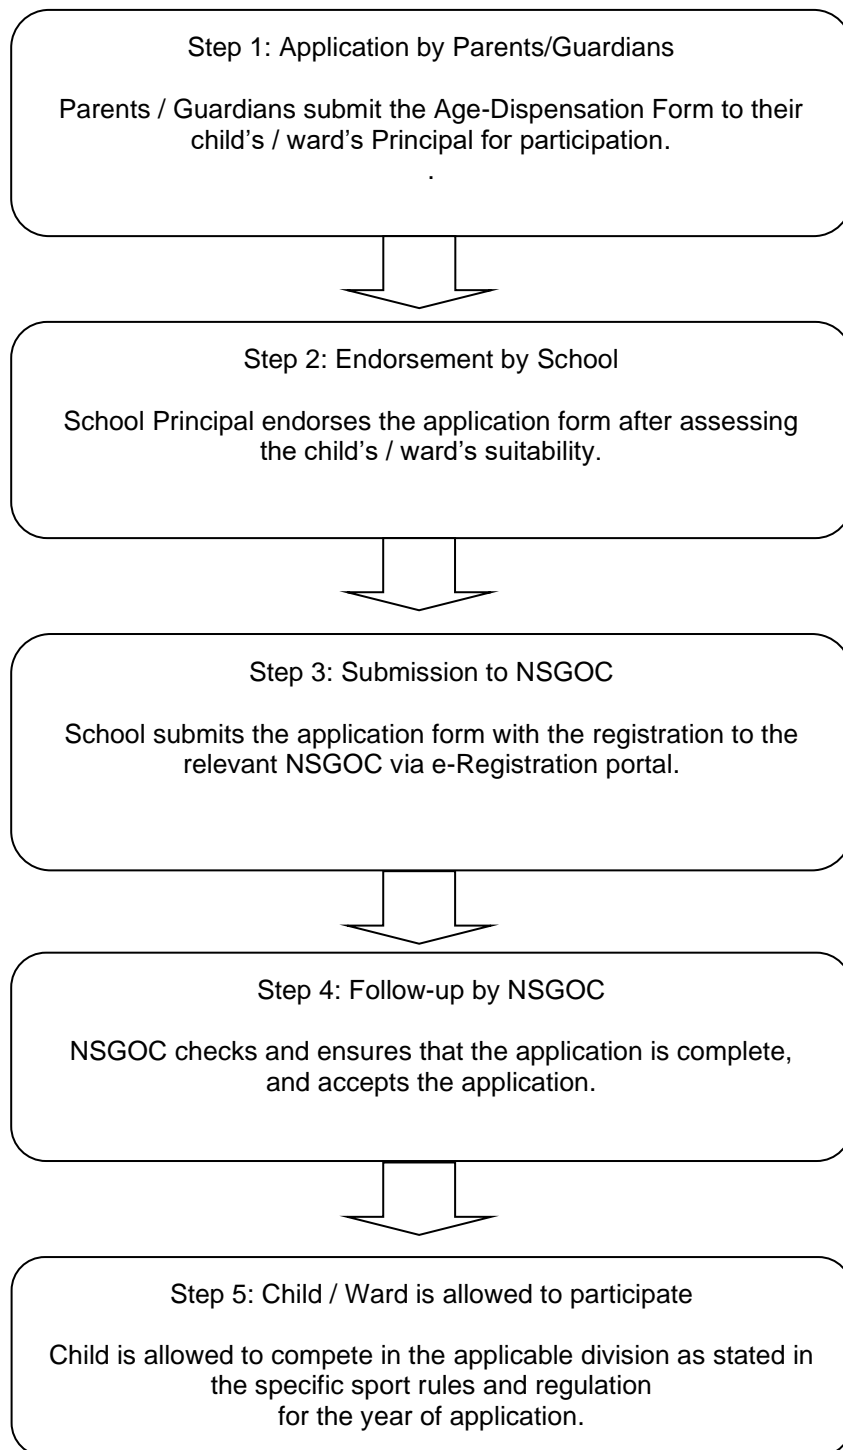 Step 1: Application by Parents/Guardians
Parents / Guardians submit the Age-Dispensation Form to their
child’s / ward’s Principal for participation.
.
Step 2: Endorsement by School
School Principal endorses the application form after assessing
the child’s / ward’s suitability.
Step 3: Submission to NSGOC
School submits the application form with the registration to the
relevant NSGOC via e-Registration portal.
Step 4: Follow-up by NSGOC
NSGOC checks and ensures that the application is complete,
and accepts the application.
Step 5: Child / Ward is allowed to participate
Child is allowed to compete in the applicable division as stated in
the specific sport rules and regulation
for the year of application.